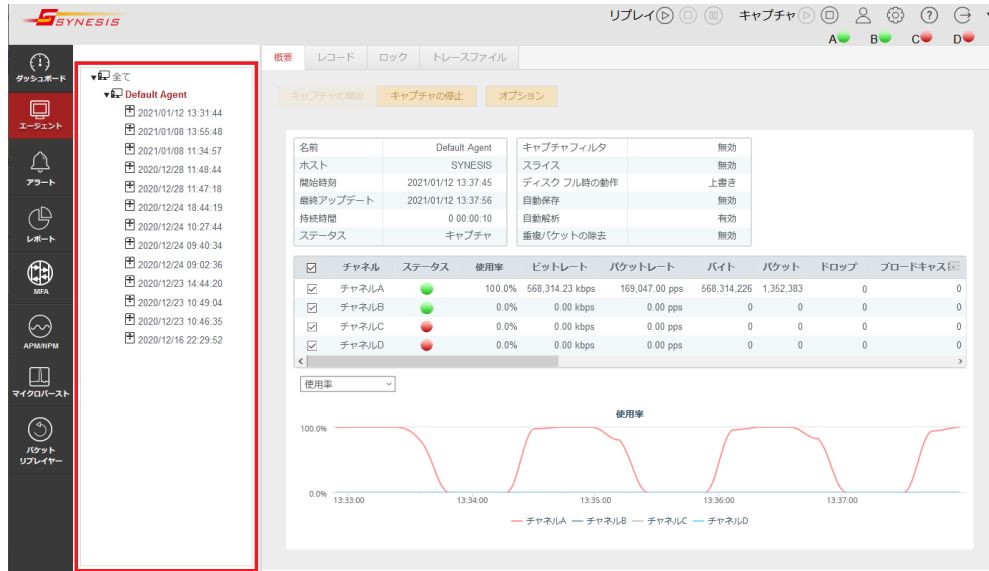 SYNESIS
リプレイ キャプチャ
A B C D
ダッシュボード
エージェント
アラート
レポート
MFA
APM/NPM
マイクロバースト
パケット
リプレイヤー
全て
Default Agent
2021/01/12 13:31:44
2021/01/08 13:55:48
2021/01/08 11:34:57
2020/12/28 11:48:44
2020/12/28 11:47:18
2020/12/24 18:44:19
2020/12/24 10:27:44
2020/12/24 09:40:34
2020/12/24 09:02:36
2020/12/23 14:44:20
2020/12/23 10:49:04
2020/12/23 10:46:35
2020/12/16 22:29:52
概要 レコード ロック トレースファイル
キャプチャの開始 キャプチャの停止 オプション
名前 Default Agent キャプチャフィルタ 無効
ホスト SYNESIS スライス 無効
開始時刻 2021/01/12 13:37:45 ディスク フル時の動作 上書き
最終アップデート 2021/01/12 13:37:56 自動保存 無効
持続時間 0 00:00:10 自動解析 有効
ステータス キャプチャ 重複パケットの除去 無効
チャネル ステータス 使用率 ビットレート パケットレート バイト パケット ドロップ ブロードキャスト
チャネルA 100.0% 568,314.23 kbps 169,047.00 pps 568,314,226 1,352,383 0 0
チャネルB 0.0% 0.00 kbps 0.00 pps 0 0 0 0
チャネルC 0.0% 0.00 kbps 0.00 pps 0 0 0 0
チャネルD 0.0% 0.00 kbps 0.00 pps 0 0 0 0
使用率
使用率
100.0%
0.0%
13:33:00 13:34:00 13:35:00 13:36:00 13:37:00
チャネルA チャネルB チャネルC チャネルD